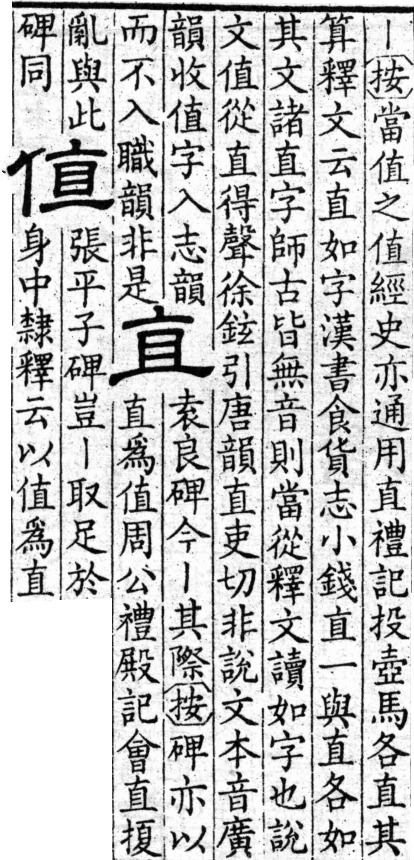 丨按當值之值經史亦通用直禮記投壺馬各直其
算釋文云直如字漢書食貨志小錢直一與直各如
其文諸直字師古皆無音則當從釋文讀如字也說
文值從直得聲徐鉉引唐韻直吏切非說文本音廣
韻收值字入志韻
而不入職韻非是
直
袁良碑今丨其際按碑亦以
直爲值周公禮殿記會直擾
亂與此
碑同
值
張平子碑豈丨取足於
身中隸釋云以值爲直